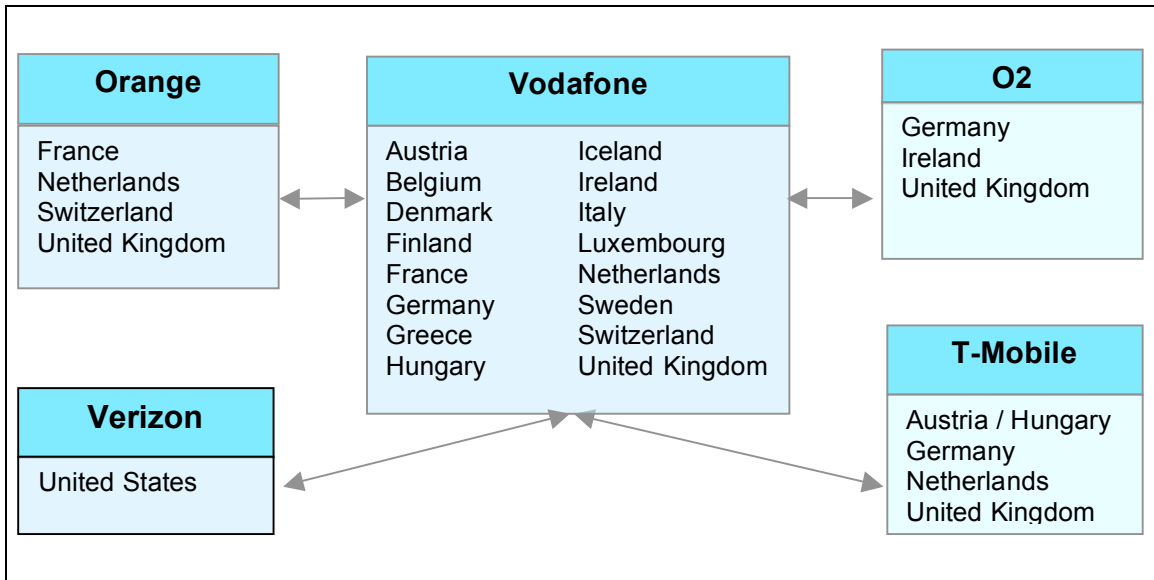 Orange
France
Netherlands
Switzerland
United Kingdom
Vodafone
Austria
Belgium
Denmark
Finland
France
Germany
Greece
Hungary
Iceland
Ireland
Italy
Luxembourg
Netherlands
Sweden
Switzerland
United Kingdom
O2
Germany
Ireland
United Kingdom
Verizon
United States
T-Mobile
Austria / Hungary
Germany
Netherlands
United Kingdom